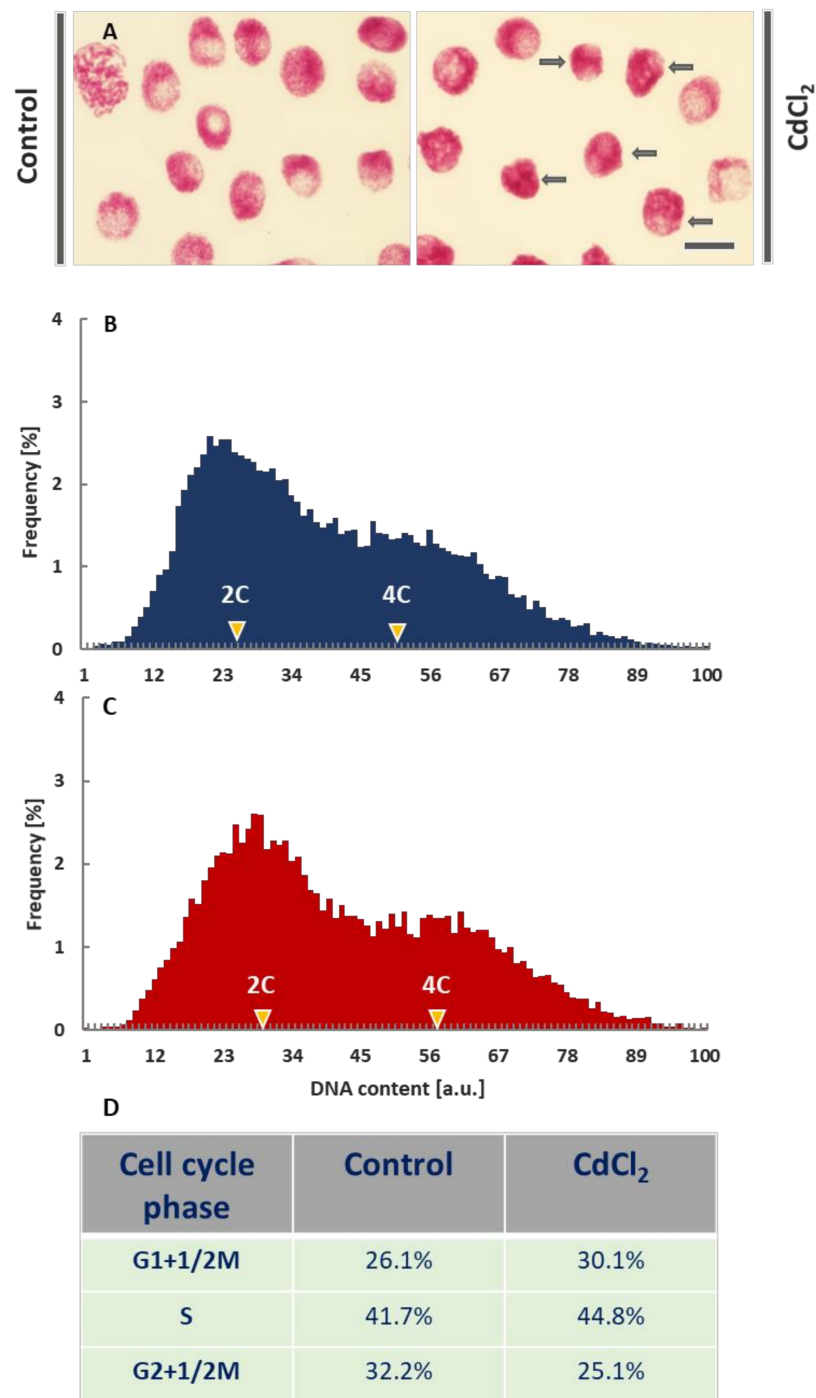 A
Control
CdCl₂
B
Frequency [%]
4
3
2
1
0
2C 4C
1 12 23 34 45 56 67 78 89 100
C
Frequency [%]
4
3
2
1
0
2C 4C
1 12 23 34 45 56 67 78 89 100
DNA content [a.u.]
D
Cell cycle phase Control CdCl₂
G1+1/2M 26.1% 30.1%
S 41.7% 44.8%
G2+1/2M 32.2% 25.1%